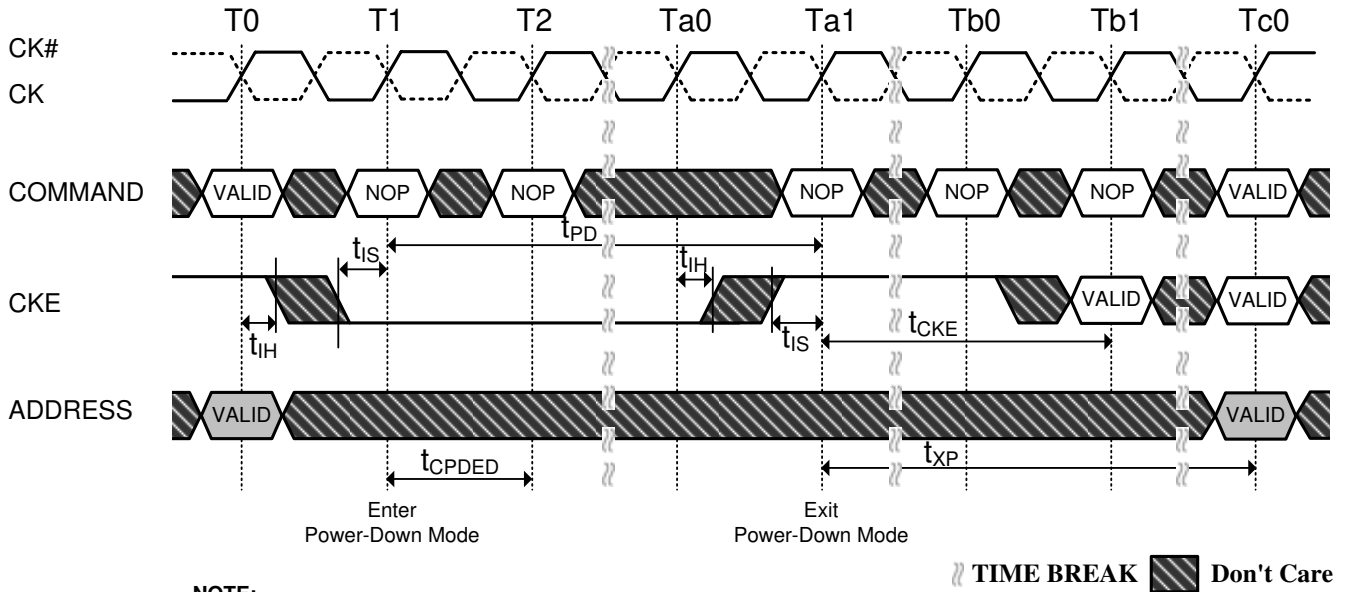 T0 T1 T2 Ta0 Ta1 Tb0 Tb1 Tc0
CK#
CK
COMMAND VALID NOP NOP NOP NOP NOP VALID
tPD
tIS tIH
CKE VALID VALID
tIH tIS tCKE
ADDRESS VALID VALID
tCPDED tXP
Enter Power-Down Mode
Exit Power-Down Mode
TIME BREAK Don't Care
NOTE: